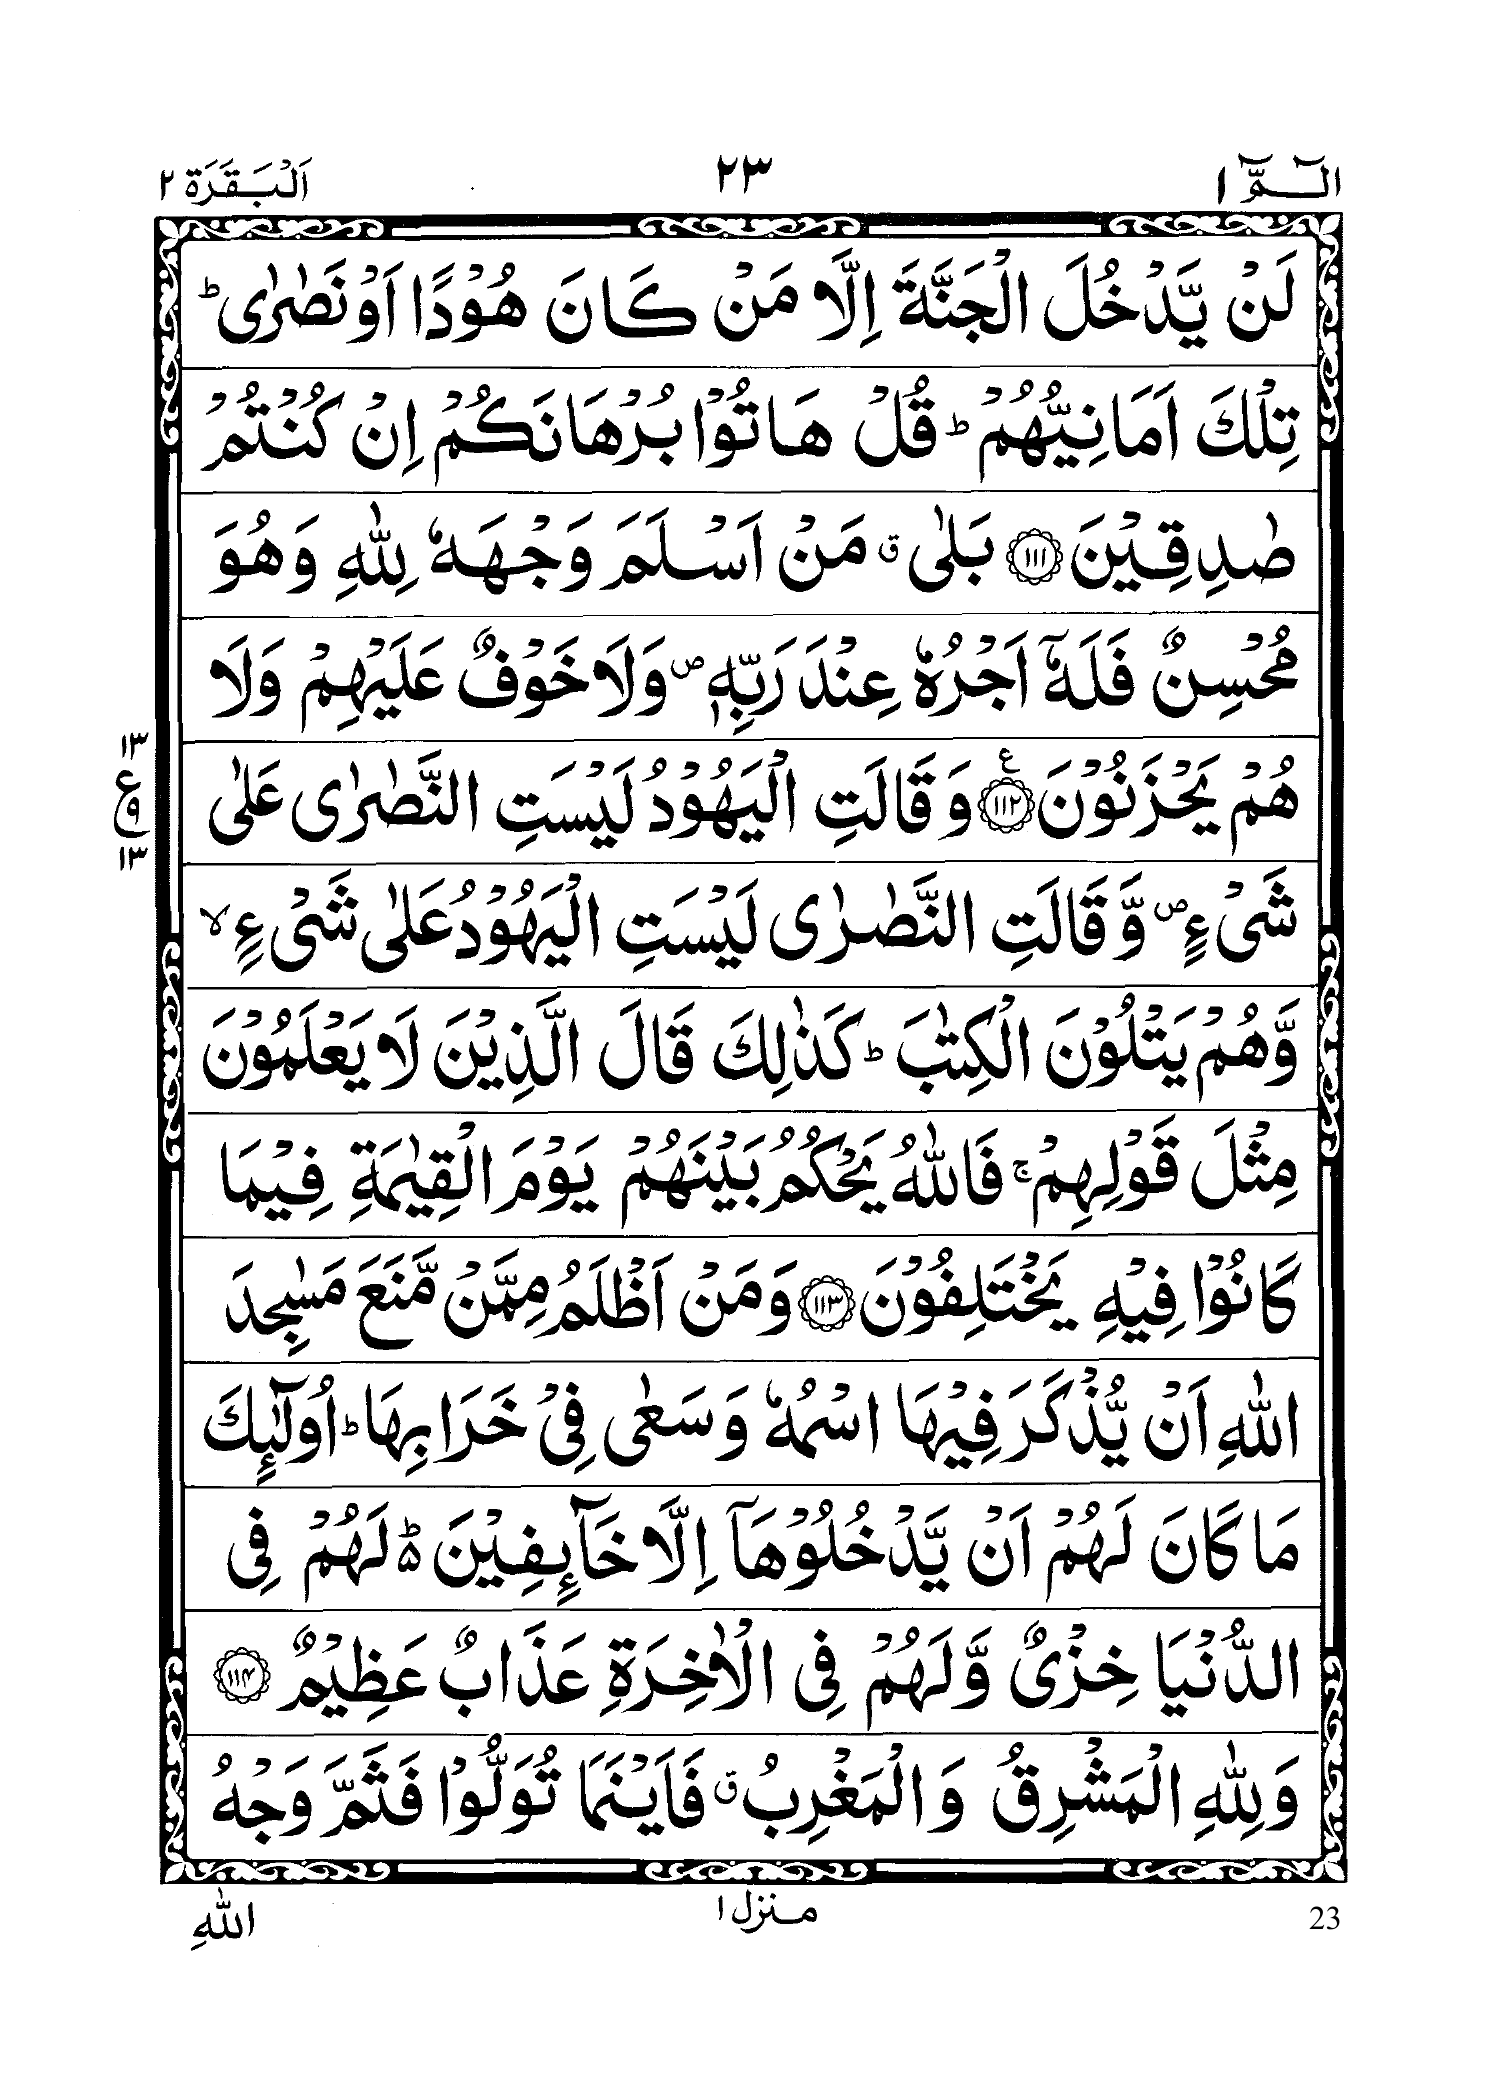 الٓمّٓ ١
٢٣
اَلْبَقَرَة ٢
لَنْ يَّدْخُلَ الْجَنَّةَ اِلَّا مَنْ كَانَ هُوْدًا اَوْ نَصٰرٰى ؕ
تِلْكَ اَمَانِيُّهُمْ ؕ قُلْ هَاتُوْا بُرْهَانَكُمْ اِنْ كُنْتُمْ
صٰدِقِيْنَ ۝١١١ بَلٰى ۗ مَنْ اَسْلَمَ وَجْهَهٗ لِلّٰهِ وَهُوَ
مُحْسِنٌ فَلَهٗۤ اَجْرُهٗ عِنْدَ رَبِّهٖ ۪ وَلَا خَوْفٌ عَلَيْهِمْ وَلَا
هُمْ يَحْزَنُوْنَ ۝١١٢ ع وَقَالَتِ الْيَهُوْدُ لَيْسَتِ النَّصٰرٰى عَلٰى
١٣
ع
٩
١٣
شَىْءٍ ۪ وَّقَالَتِ النَّصٰرٰى لَيْسَتِ الْيَهُوْدُ عَلٰى شَىْءٍ ۙ
وَّهُمْ يَتْلُوْنَ الْكِتٰبَ ؕ كَذٰلِكَ قَالَ الَّذِيْنَ لَا يَعْلَمُوْنَ
مِثْلَ قَوْلِهِمْ ۚ فَاللّٰهُ يَحْكُمُ بَيْنَهُمْ يَوْمَ الْقِيٰمَةِ فِيْمَا
كَانُوْا فِيْهِ يَخْتَلِفُوْنَ ۝١١٣ وَمَنْ اَظْلَمُ مِمَّنْ مَّنَعَ مَسٰجِدَ
اللّٰهِ اَنْ يُّذْكَرَ فِيْهَا اسْمُهٗ وَسَعٰى فِىْ خَرَابِهَا ؕ اُولٰٓئِكَ
مَا كَانَ لَهُمْ اَنْ يَّدْخُلُوْهَاۤ اِلَّا خَآئِفِيْنَ ؕ۬ لَهُمْ فِى
الدُّنْيَا خِزْىٌ وَّلَهُمْ فِى الْاٰخِرَةِ عَذَابٌ عَظِيْمٌ ۝١١٤
وَلِلّٰهِ الْمَشْرِقُ وَالْمَغْرِبُ ۗ فَاَيْنَمَا تُوَلُّوْا فَثَمَّ وَجْهُ
اللّٰهِ
منزل ١
23